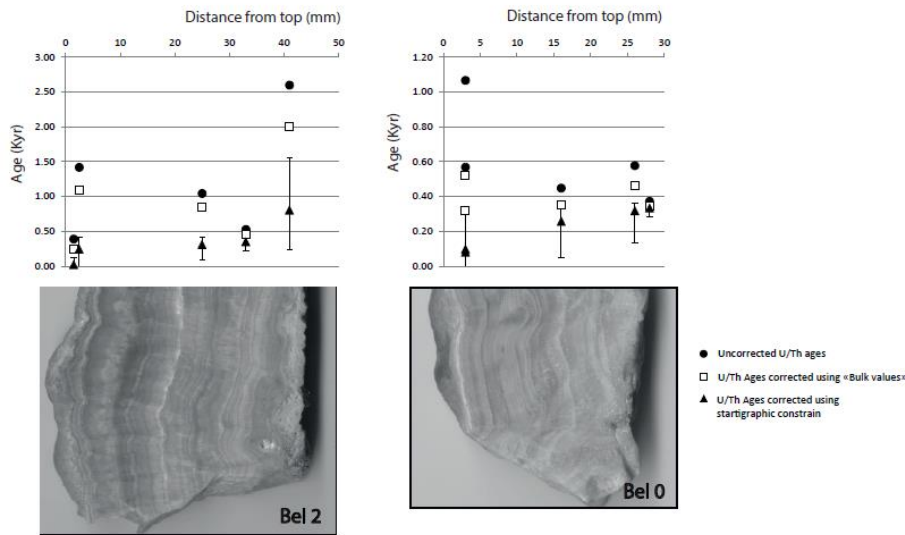 Distance from top (mm)
0 10 20 30 40 50
3.00
2.50
2.00
1.50
1.00
0.50
0.00
Age (Kyr)
Bel 2
Distance from top (mm)
0 5 10 15 20 25 30
1.20
1.00
0.80
0.60
0.40
0.20
0.00
Age (Kyr)
Bel 0
Uncorrected U/Th ages
U/Th Ages corrected using «Bulk values«
U/Th Ages corrected using
startigraphic constrain